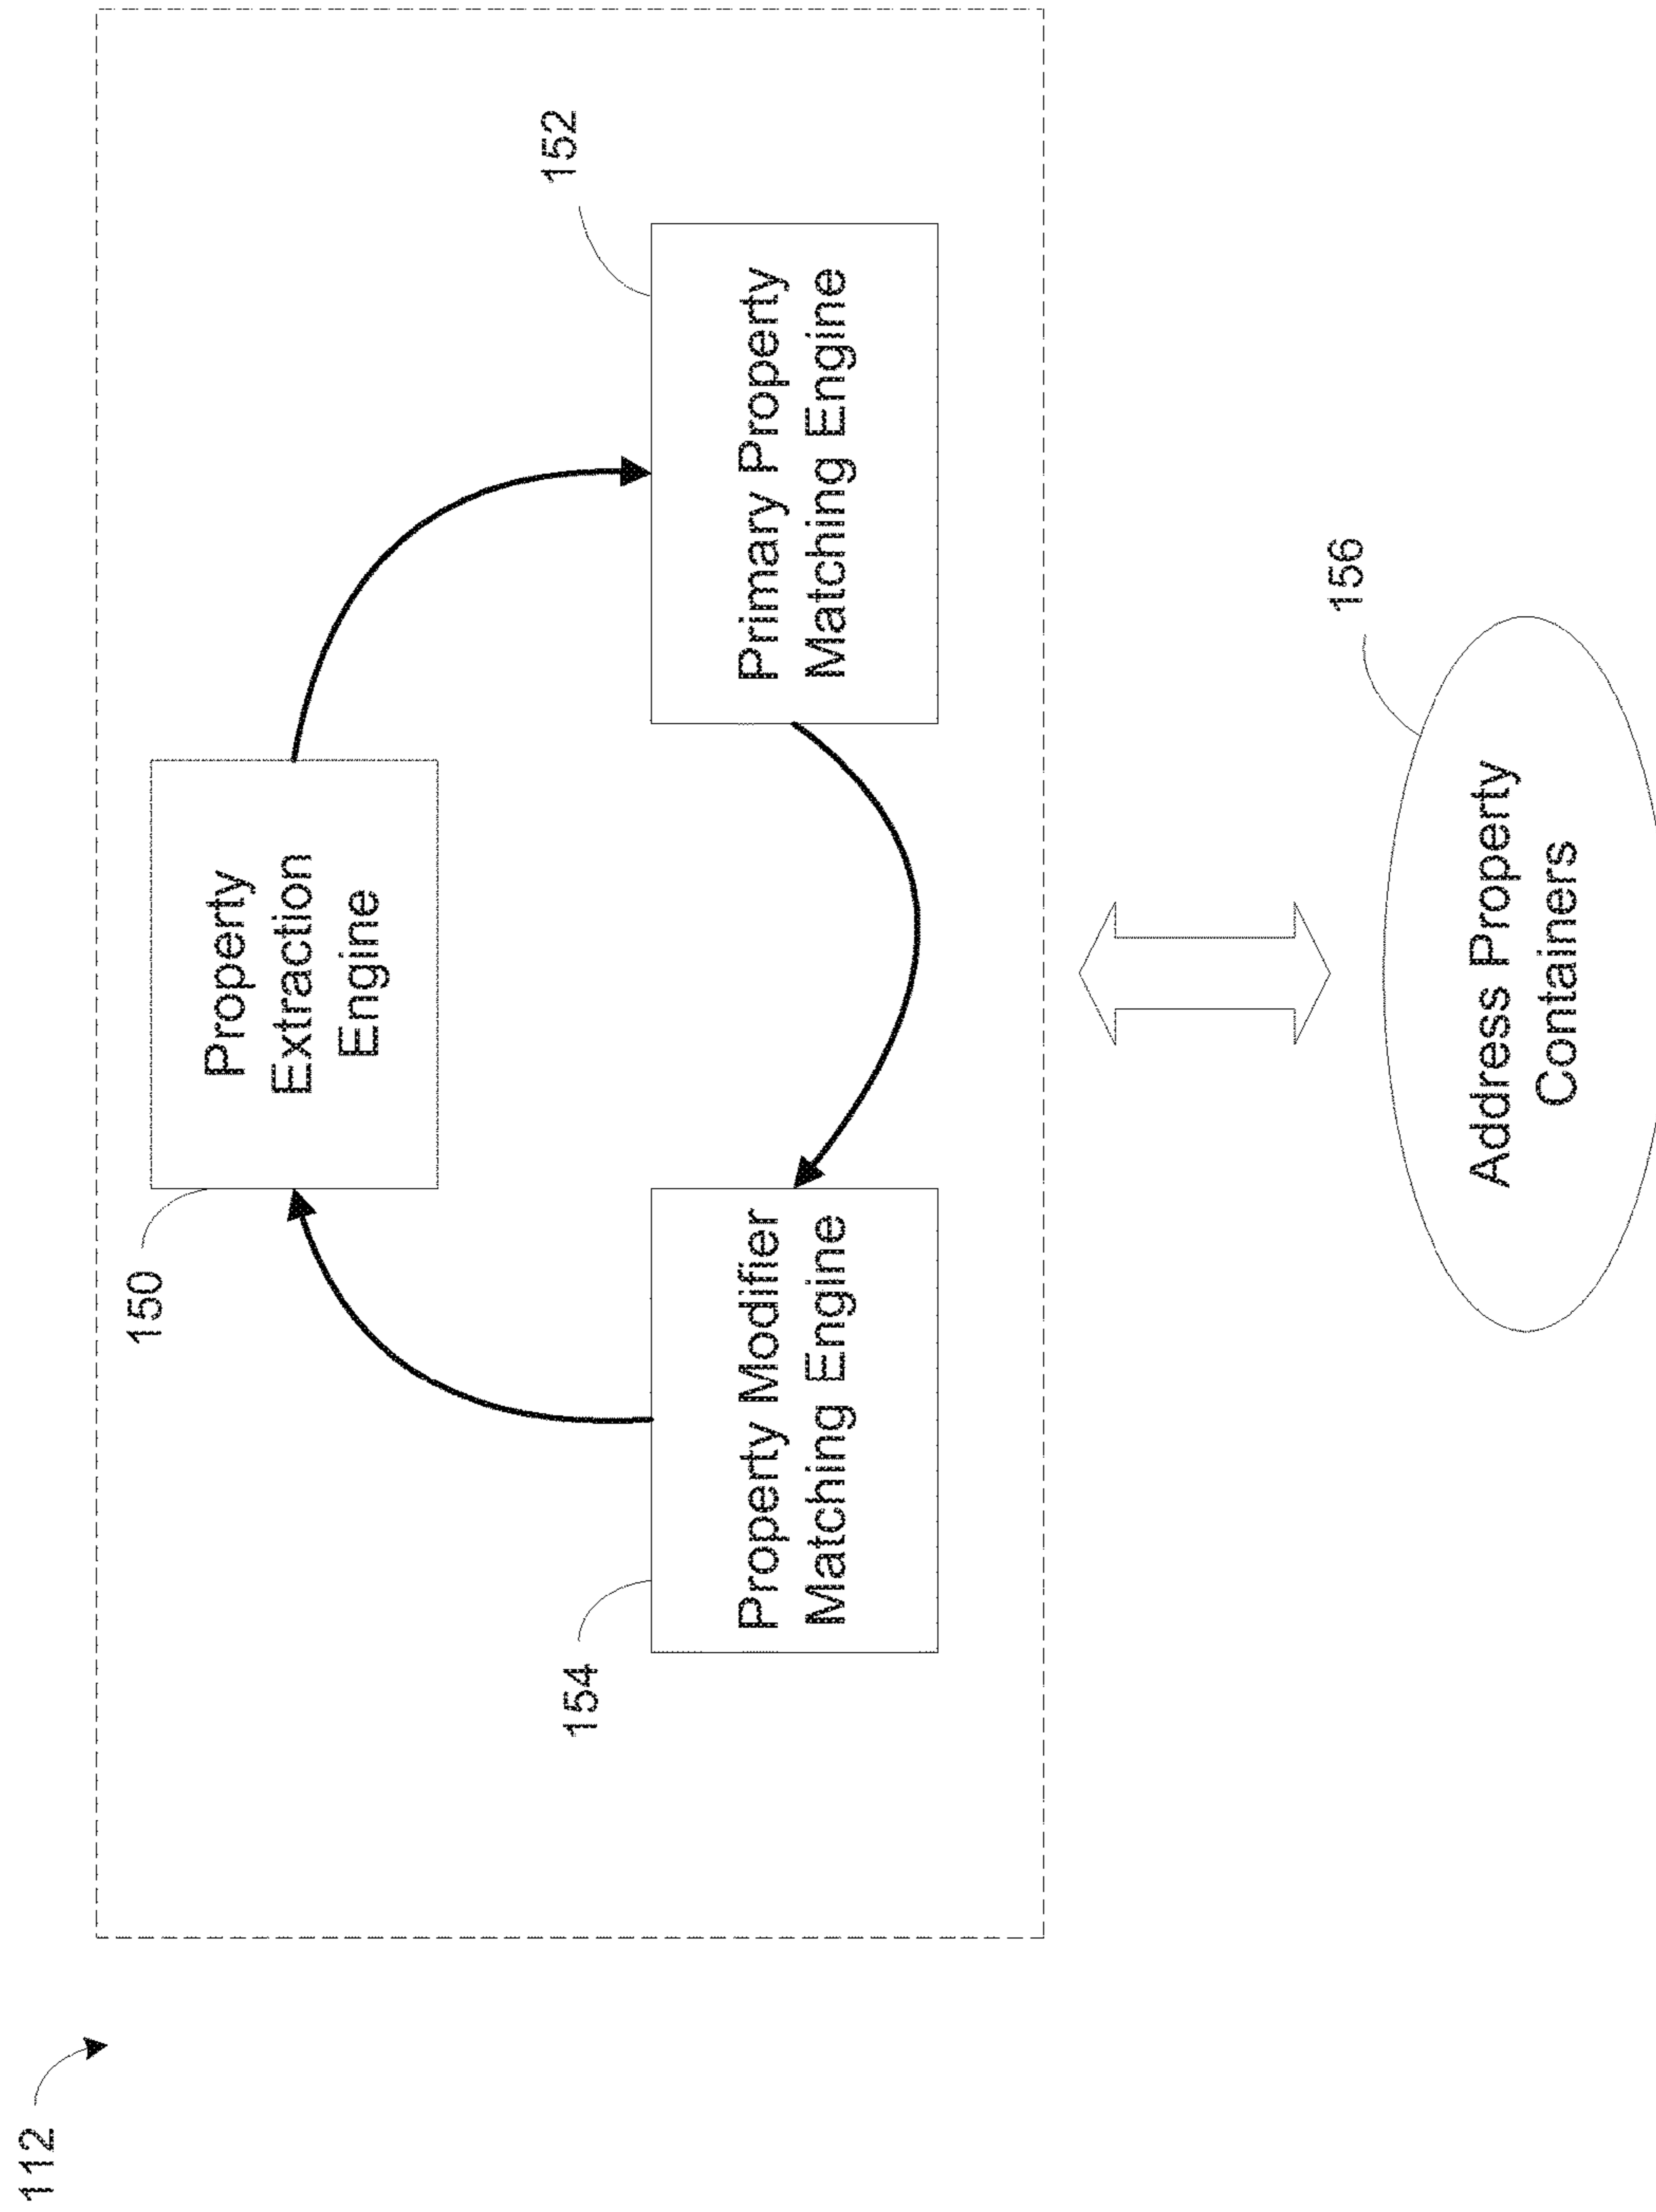 112
150
Property
Extraction
Engine
152
Primary Property
Matching Engine
154
Property Modifier
Matching Engine
156
Address Property
Containers